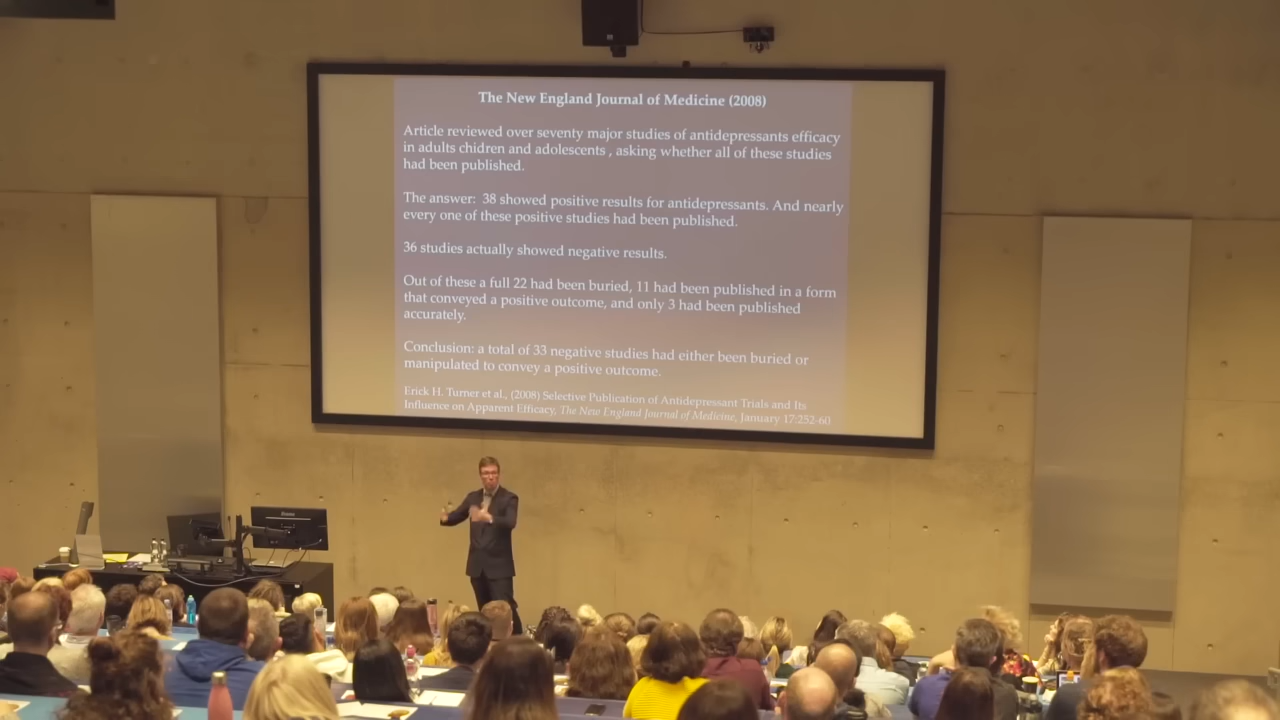 The New England Journal of Medicine (2008)
Article reviewed over seventy major studies of antidepressants efficacy
in adults chidren and adolescents , asking whether all of these studies
had been published.
The answer:  38 showed positive results for antidepressants. And nearly
every one of these positive studies had been published.
36 studies actually showed negative results.
Out of these a full 22 had been buried, 11 had been published in a form
that conveyed a positive outcome, and only 3 had been published
accurately.
Conclusion: a total of 33 negative studies had either been buried or
manipulated to convey a positive outcome.
Erick H. Turner et al., (2008) Selective Publication of Antidepressant Trials and Its
Influence on Apparent Efficacy, The New England Journal of Medicine, January 17:252-60